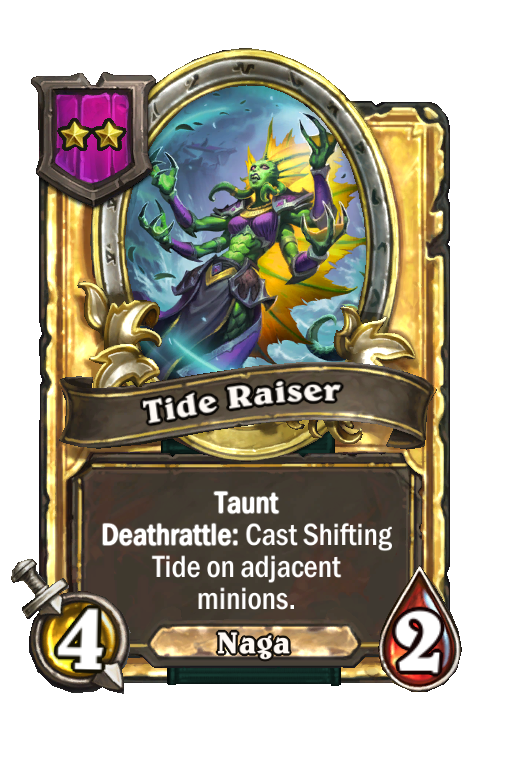 Tide Raiser
Taunt
Deathrattle: Cast Shifting
Tide on adjacent
minions.
4
Naga
2